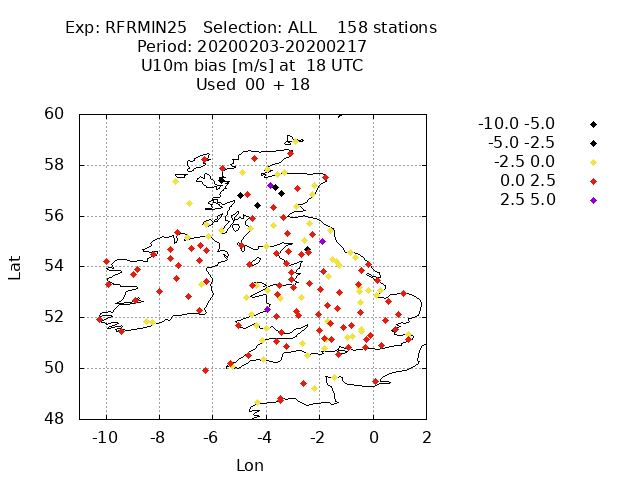 Exp: RFRMIN25 Selection: ALL 158 stations
Period: 20200203-20200217
U10m bias [m/s] at 18 UTC
Used 00 + 18
-10.0 -5.0
-5.0 -2.5
-2.5 0.0
0.0 2.5
2.5 5.0
60
58
56
54
52
50
48
Lat
-10 -8 -6 -4 -2 0 2
Lon